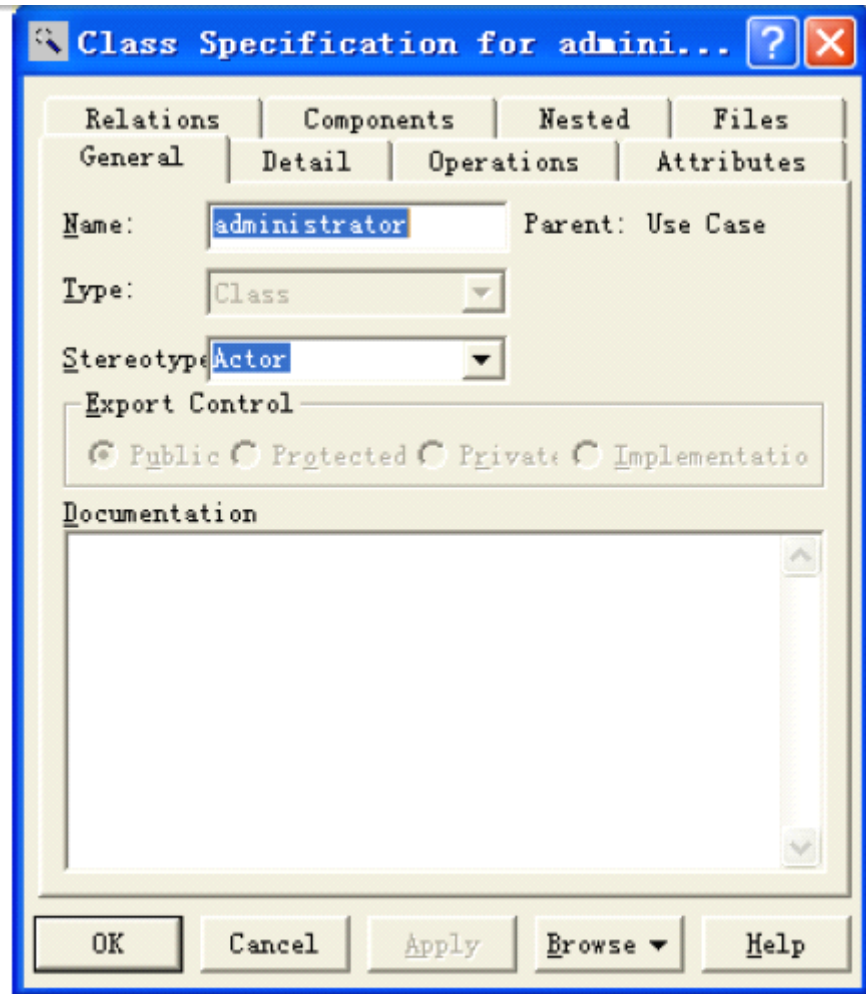 Class Specification for admini...
Relations Components Nested Files
General Detail Operations Attributes
Name: administrator Parent: Use Case
Type: Class
Stereotype Actor
Export Control
Public Protected Private Implementatio
Documentation
OK Cancel Apply Browse Help